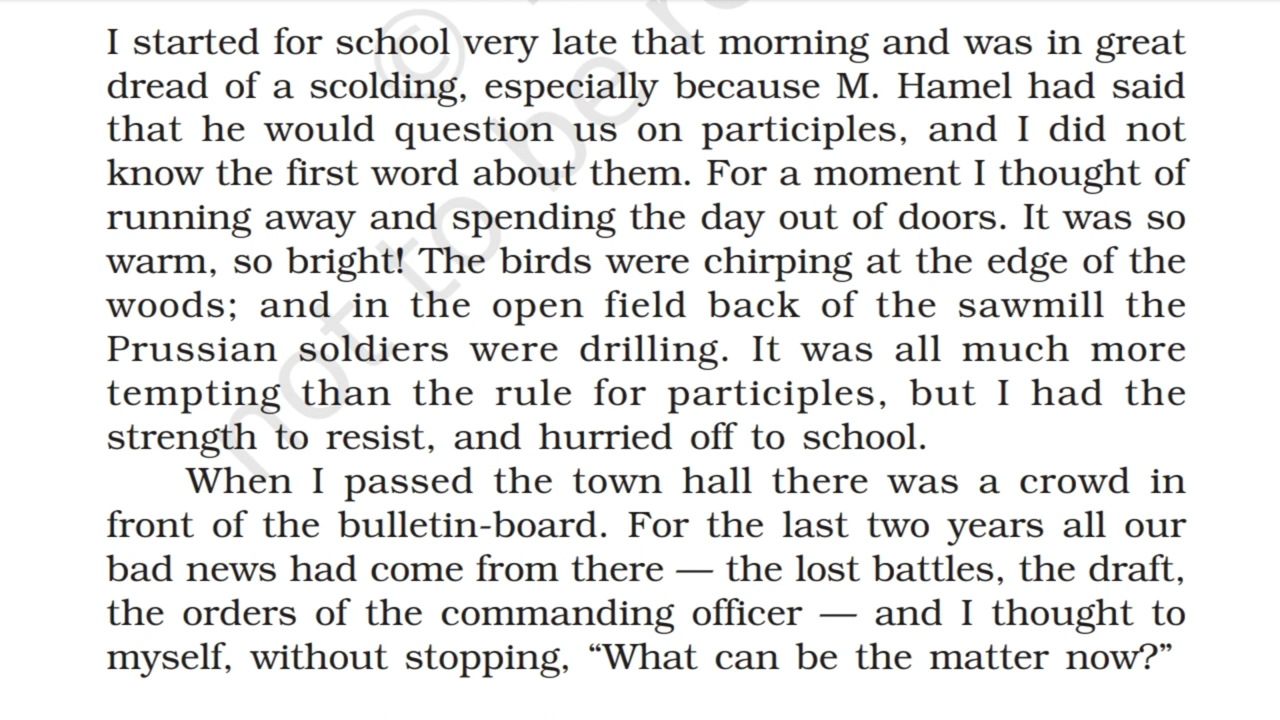 I started for school very late that morning and was in great
dread of a scolding, especially because M. Hamel had said
that he would question us on participles, and I did not
know the first word about them. For a moment I thought of
running away and spending the day out of doors. It was so
warm, so bright! The birds were chirping at the edge of the
woods; and in the open field back of the sawmill the
Prussian soldiers were drilling. It was all much more
tempting than the rule for participles, but I had the
strength to resist, and hurried off to school.
When I passed the town hall there was a crowd in
front of the bulletin-board. For the last two years all our
bad news had come from there — the lost battles, the draft,
the orders of the commanding officer — and I thought to
myself, without stopping, “What can be the matter now?”
©
not to be